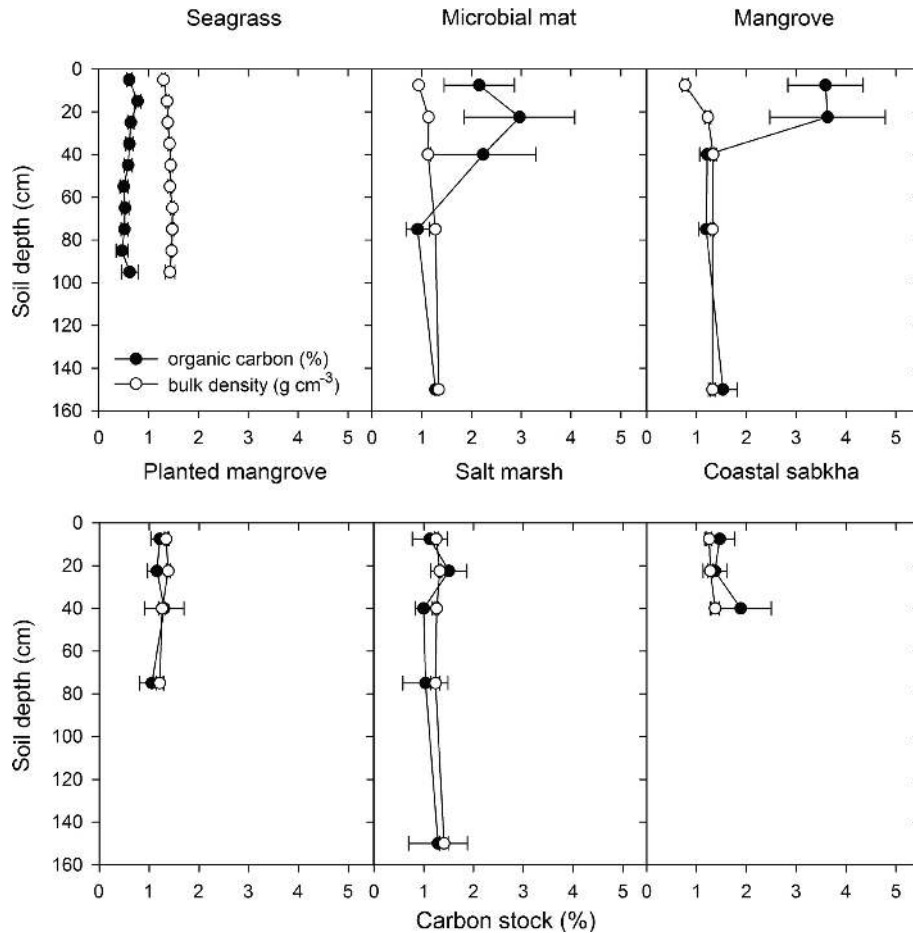 Seagrass Microbial mat Mangrove
0
20
40
60
80
100
120
140
160
Soil depth (cm)
organic carbon (%)
bulk density (g cm⁻³)
0 1 2 3 4 5 0 1 2 3 4 5 0 1 2 3 4 5
Planted mangrove Salt marsh Coastal sabkha
0
20
40
60
80
100
120
140
160
Soil depth (cm)
0 1 2 3 4 5 0 1 2 3 4 5 0 1 2 3 4 5
Carbon stock (%)